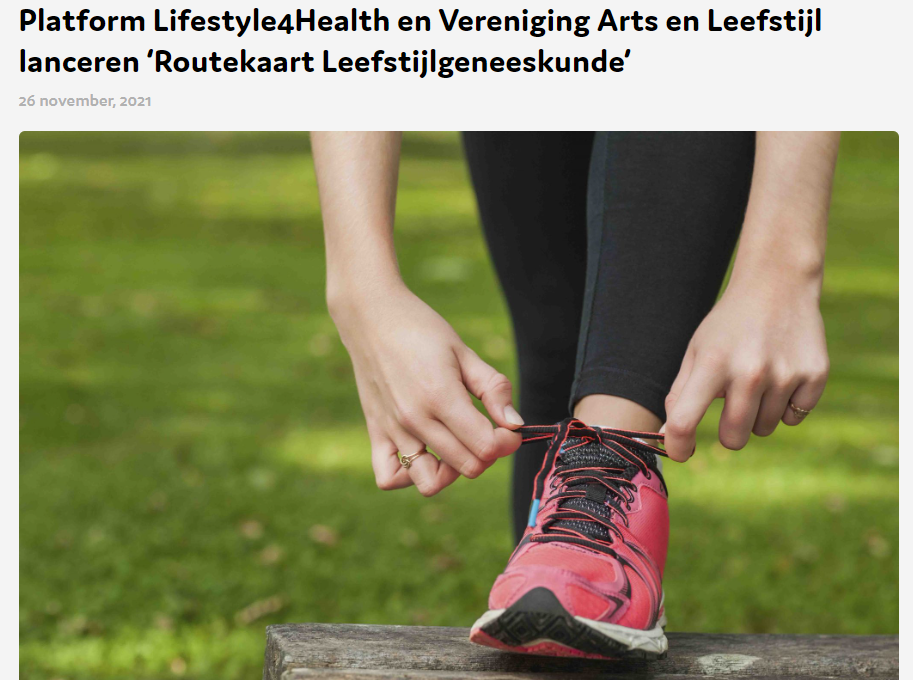 Platform Lifestyle4Health en Vereniging Arts en Leefstijl
lanceren ‘Routekaart Leefstijlgeneeskunde’
26 november, 2021